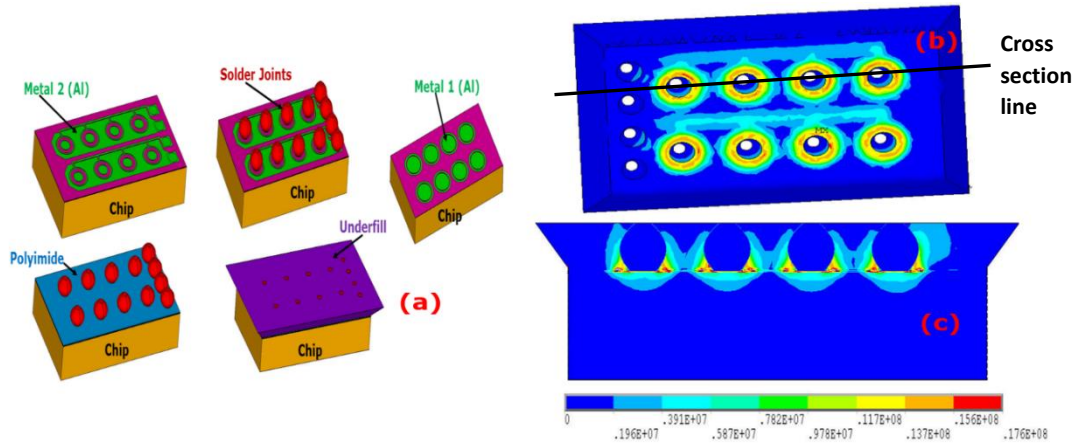 Metal 2 (Al)
Chip
Solder Joints
Chip
Metal 1 (Al)
Chip
Polyimide
Chip
Underfill
Chip
(a)
(b)
Cross
section
line
(c)
0
.196E+07
.391E+07
.587E+07
.782E+07
.978E+07
.117E+08
.137E+08
.156E+08
.176E+08